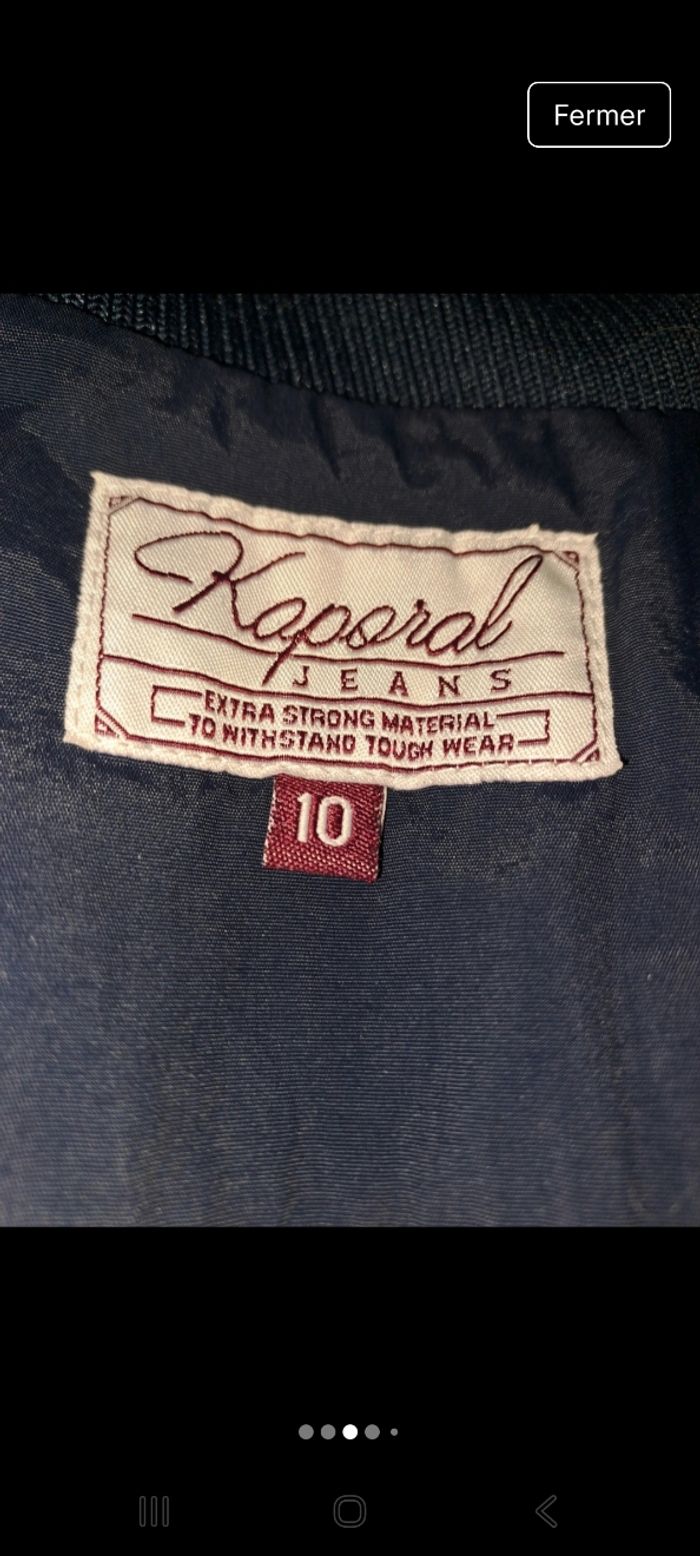 Fermer
Kaporal
JEANS
EXTRA STRONG MATERIAL
TO WITHSTAND TOUGH WEAR
10